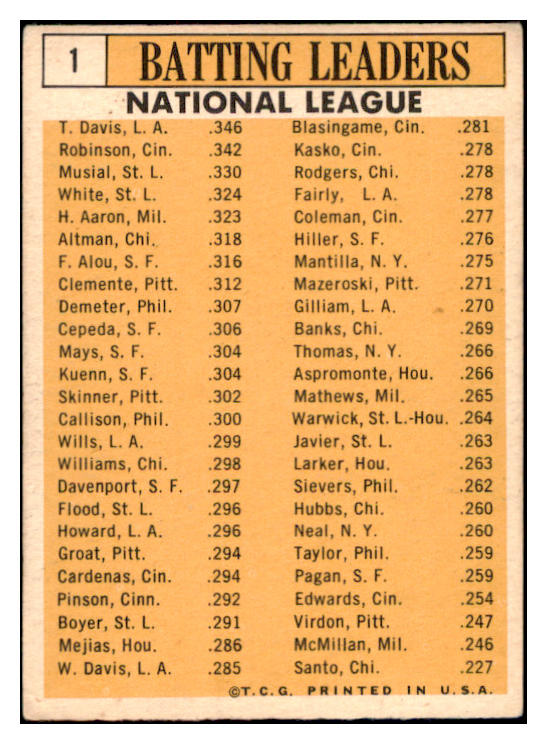 1
BATTING LEADERS
NATIONAL LEAGUE
T. Davis, L. A. .346
Robinson, Cin. .342
Musial, St. L. .330
White, St. L. .324
H. Aaron, Mil. .323
Altman, Chi. .318
F. Alou, S. F. .316
Clemente, Pitt. .312
Demeter, Phil. .307
Cepeda, S. F. .306
Mays, S. F. .304
Kuenn, S. F. .304
Skinner, Pitt. .302
Callison, Phil. .300
Wills, L. A. .299
Williams, Chi. .298
Davenport, S. F. .297
Flood, St. L. .296
Howard, L. A. .296
Groat, Pitt. .294
Cardenas, Cin. .294
Pinson, Cinn. .292
Boyer, St. L. .291
Mejias, Hou. .286
W. Davis, L. A. .285
Blasingame, Cin. .281
Kasko, Cin. .278
Rodgers, Chi. .278
Fairly, L. A. .278
Coleman, Cin. .277
Hiller, S. F. .276
Mantilla, N. Y. .275
Mazeroski, Pitt. .271
Gilliam, L. A. .270
Banks, Chi. .269
Thomas, N. Y. .266
Aspromonte, Hou. .266
Mathews, Mil. .265
Warwick, St. L.-Hou. .264
Javier, St. L. .263
Larker, Hou. .263
Sievers, Phil. .262
Hubbs, Chi. .260
Neal, N. Y. .260
Taylor, Phil. .259
Pagan, S. F. .259
Edwards, Cin. .254
Virdon, Pitt. .247
McMillan, Mil. .246
Santo, Chi. .227
©T.C.G. PRINTED IN U.S.A.